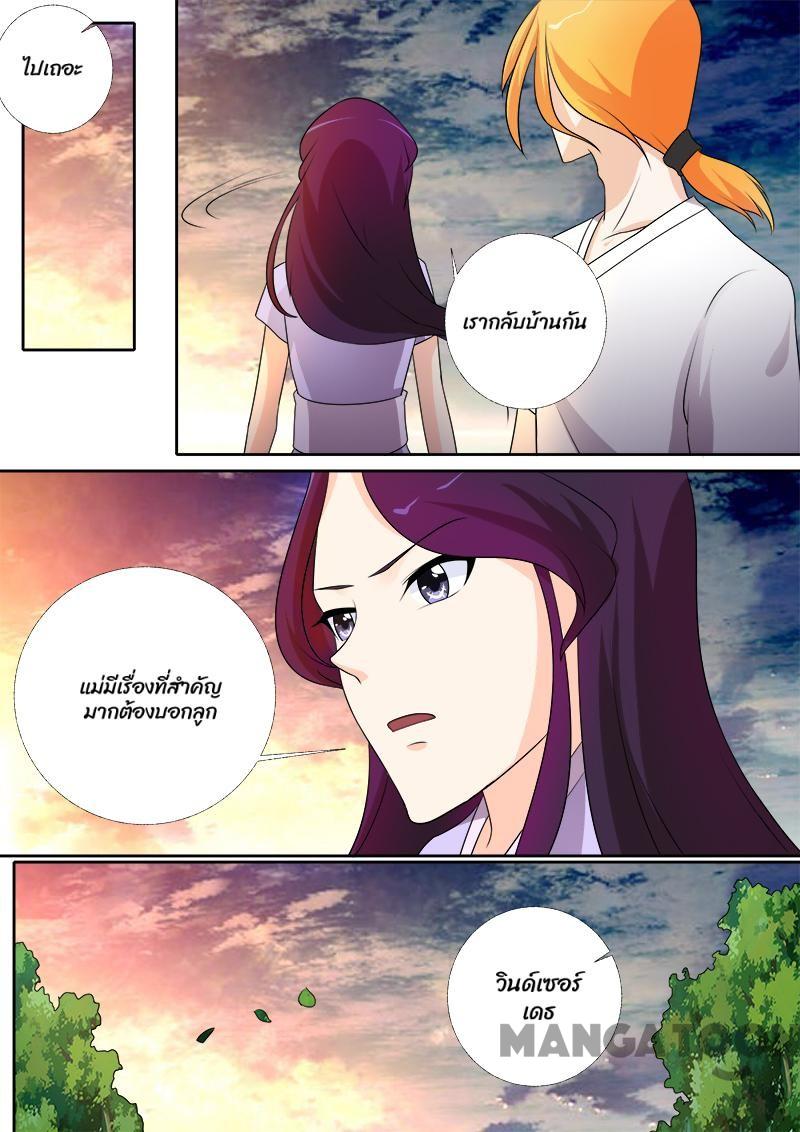 ไปเถอะ
เรากลับบ้านกัน
แม่มีเรื่องที่สำคัญ
มากต้องบอกลูก
วินด์เซอร์
เดธ
MANGATOON